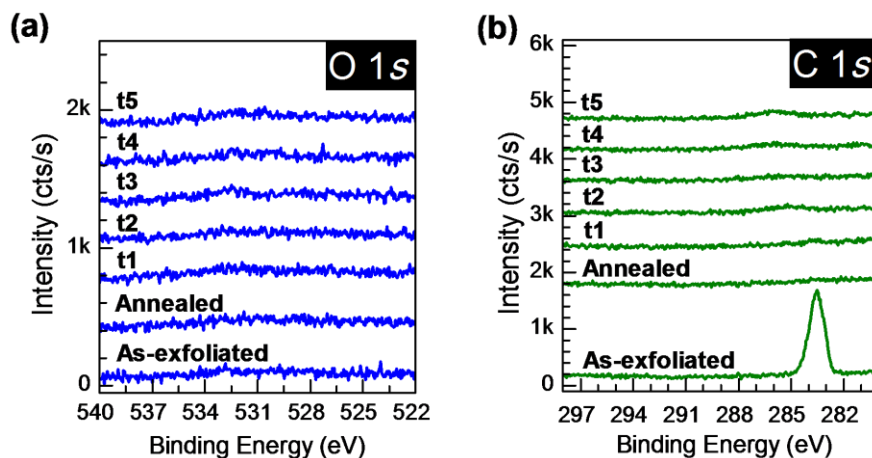 (a)
O 1s
2k
1k
0
t5
t4
t3
t2
t1
Annealed
As-exfoliated
Intensity (cts/s)
540 537 534 531 528 525 522
Binding Energy (eV)
(b)
C 1s
6k
5k
4k
3k
2k
1k
0
t5
t4
t3
t2
t1
Annealed
As-exfoliated
Intensity (cts/s)
297 294 291 288 285 282
Binding Energy (eV)